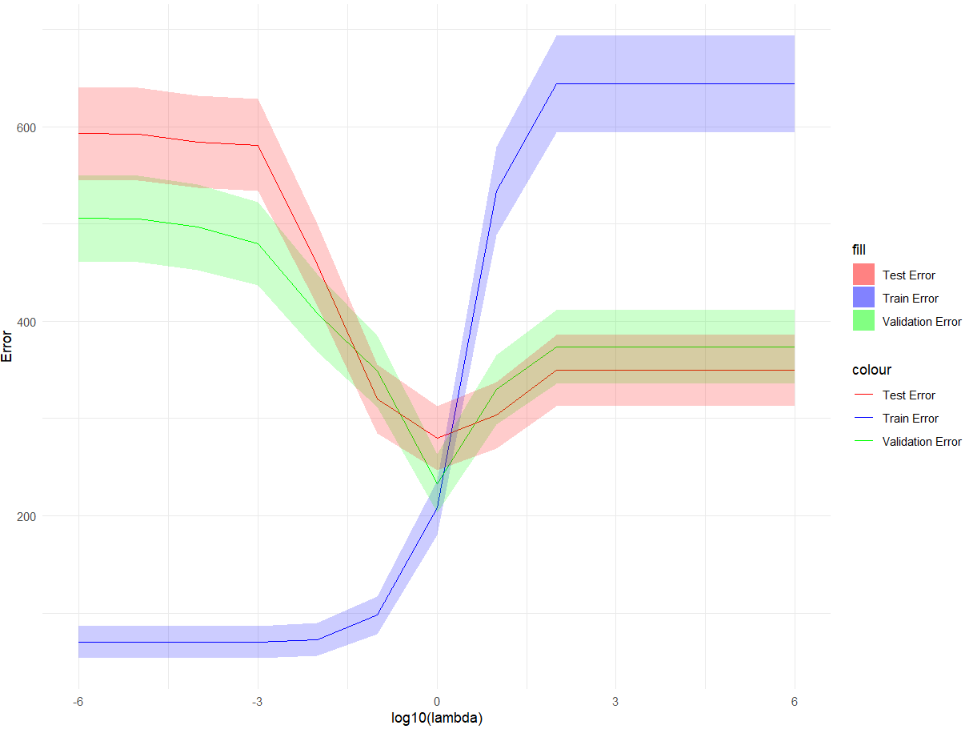 600
400
200
Error
-6
-3
0
3
6
log10(lambda)
fill
Test Error
Train Error
Validation Error
colour
Test Error
Train Error
Validation Error